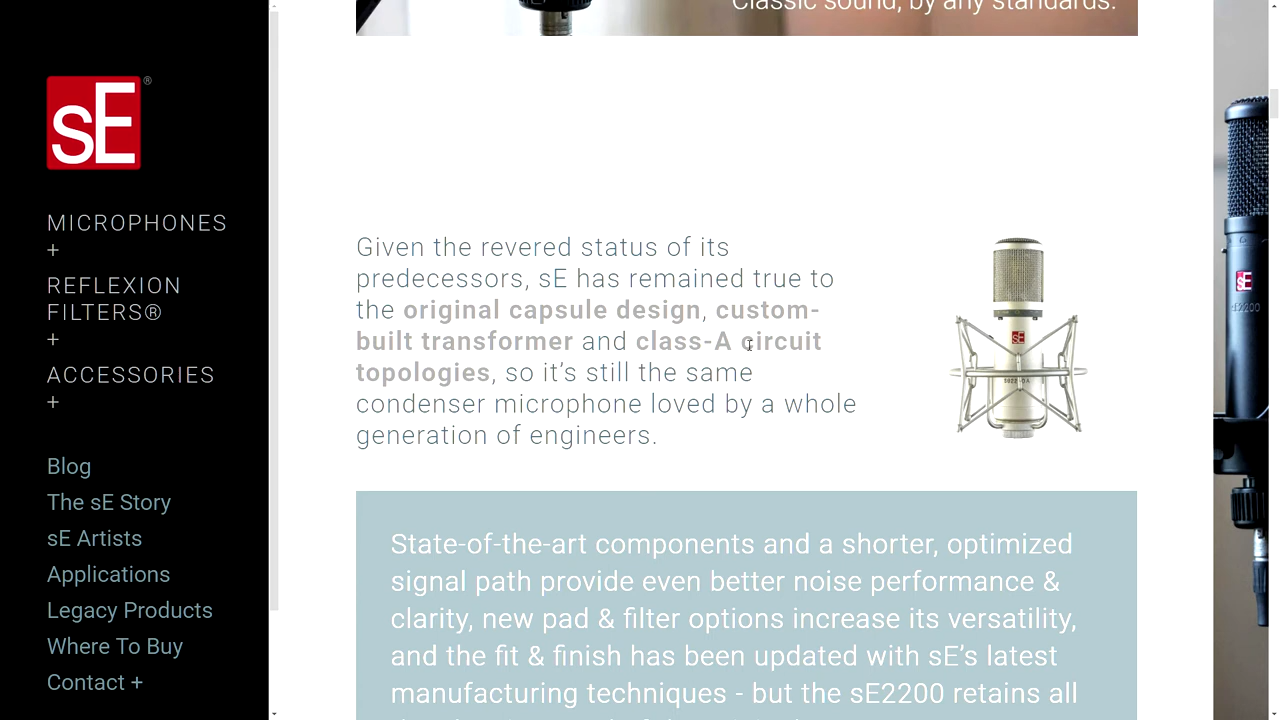 Classic sound, by any standards.
sE®
MICROPHONES
+
REFLEXION
FILTERS®
+
ACCESSORIES
+
Blog
The sE Story
sE Artists
Applications
Legacy Products
Where To Buy
Contact +
Given the revered status of its
predecessors, sE has remained true to
the original capsule design, custom-
built transformer and class-A circuit
topologies, so it’s still the same
condenser microphone loved by a whole
generation of engineers.
sE
State-of-the-art components and a shorter, optimized
signal path provide even better noise performance &
clarity, new pad & filter options increase its versatility,
and the fit & finish has been updated with sE’s latest
manufacturing techniques - but the sE2200 retains all
sE
sE2200